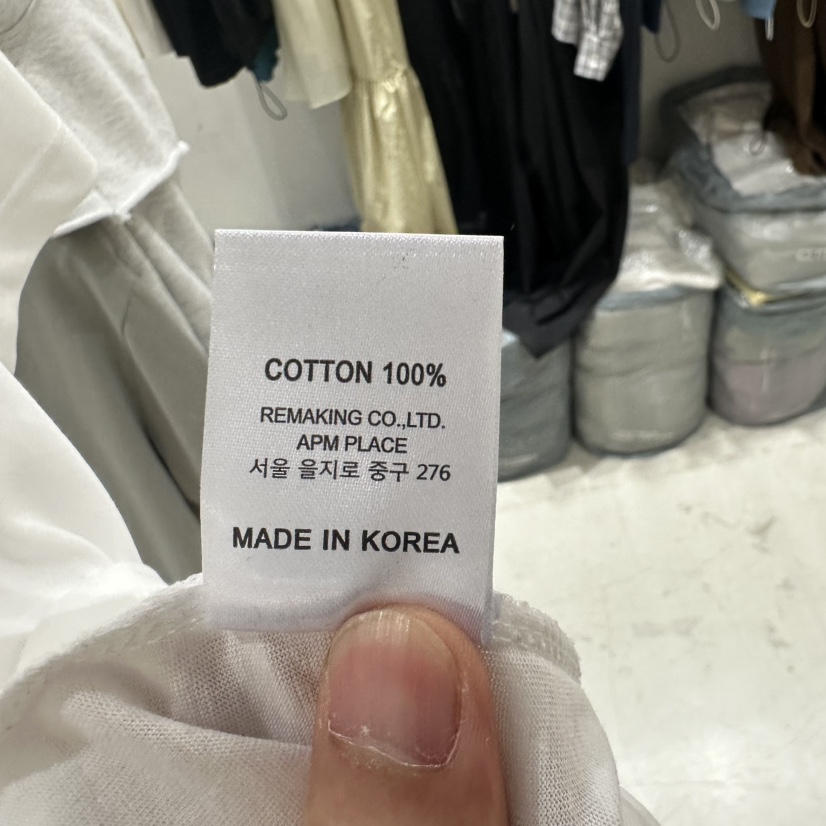 COTTON 100%
REMAKING CO.,LTD.
APM PLACE
서울 을지로 중구 276
MADE IN KOREA